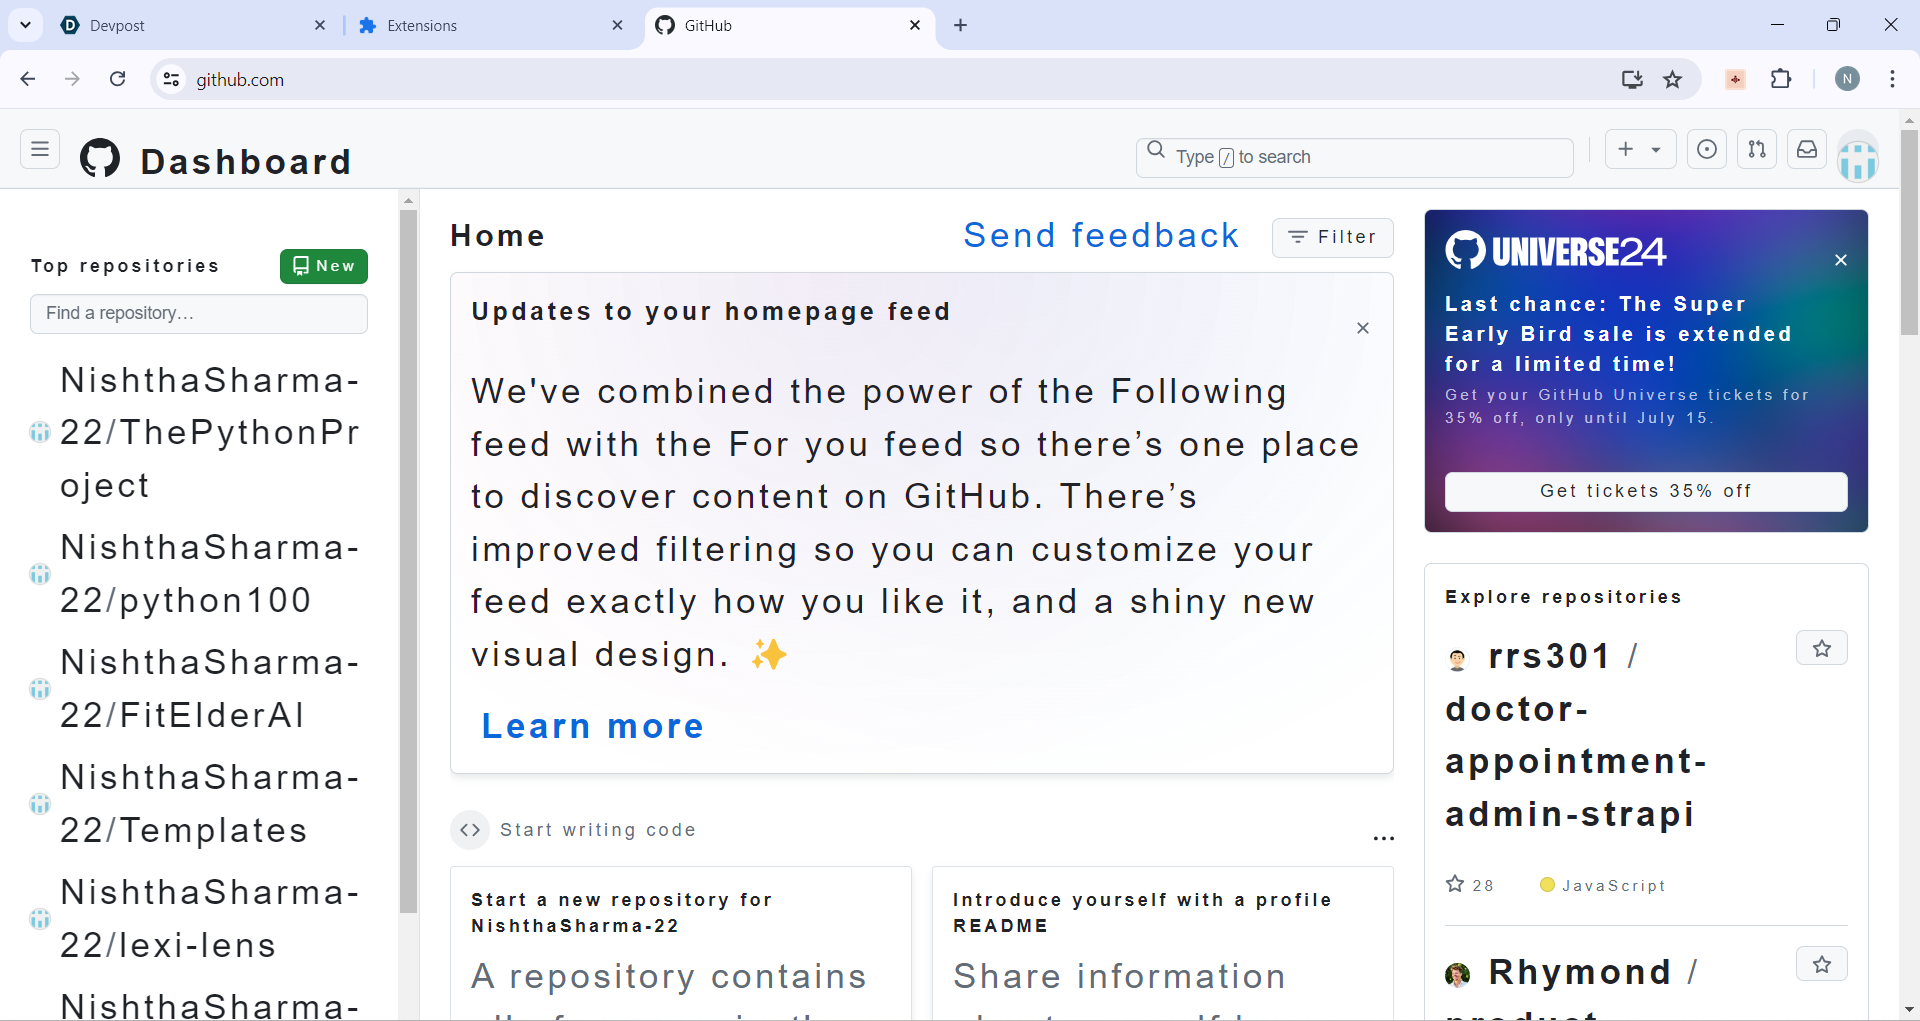 Devpost
Extensions
GitHub
github.com
N
Dashboard
Type / to search
Top repositories
New
Find a repository…
NishthaSharma-
22/ThePythonPr
oject
NishthaSharma-
22/python100
NishthaSharma-
22/FitElderAI
NishthaSharma-
22/Templates
NishthaSharma-
22/lexi-lens
NishthaSharma-
Home
Send feedback
Filter
Updates to your homepage feed
We've combined the power of the Following
feed with the For you feed so there’s one place
to discover content on GitHub. There’s
improved filtering so you can customize your
feed exactly how you like it, and a shiny new
visual design. ✨
Learn more
Start writing code
Start a new repository for
NishthaSharma-22
A repository contains
Introduce yourself with a profile
README
Share information
UNIVERSE24
Last chance: The Super
Early Bird sale is extended
for a limited time!
Get your GitHub Universe tickets for
35% off, only until July 15.
Get tickets 35% off
Explore repositories
rrs301 /
doctor-
appointment-
admin-strapi
28
JavaScript
Rhymond /